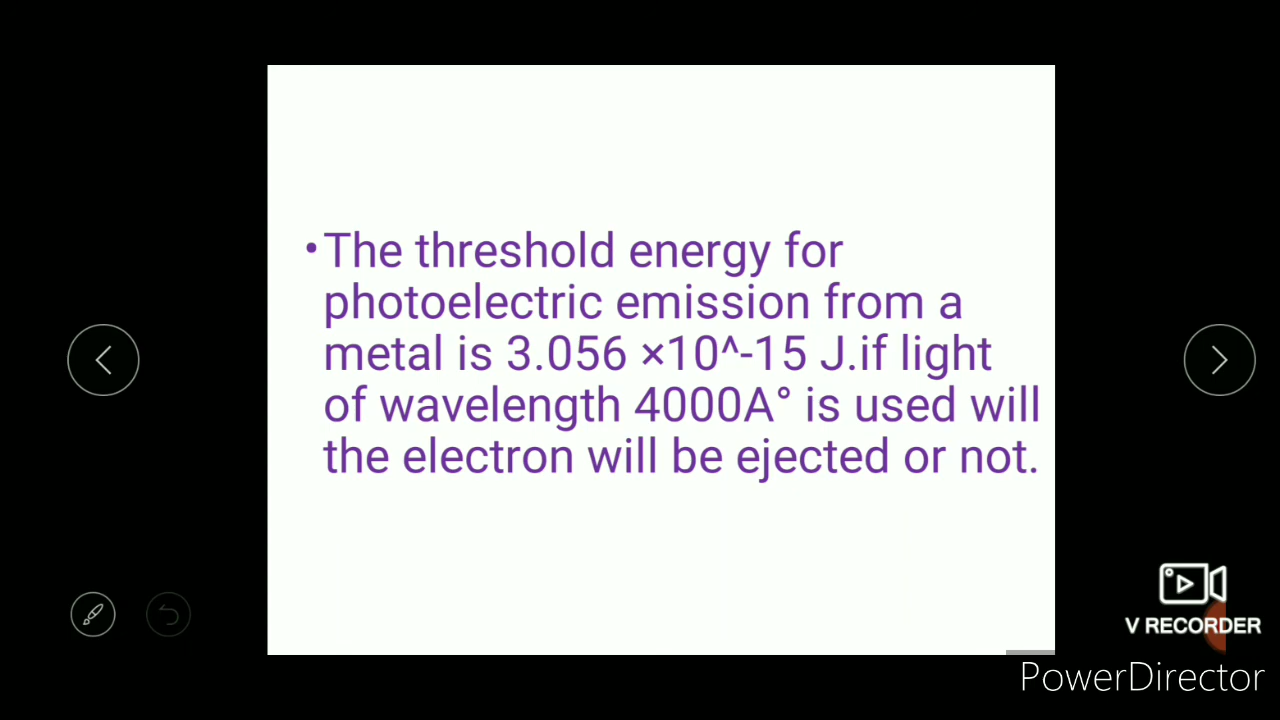 •The threshold energy for
photoelectric emission from a
metal is 3.056 ×10^-15 J.if light
of wavelength 4000A° is used will
the electron will be ejected or not.
V RECORDER
PowerDirector